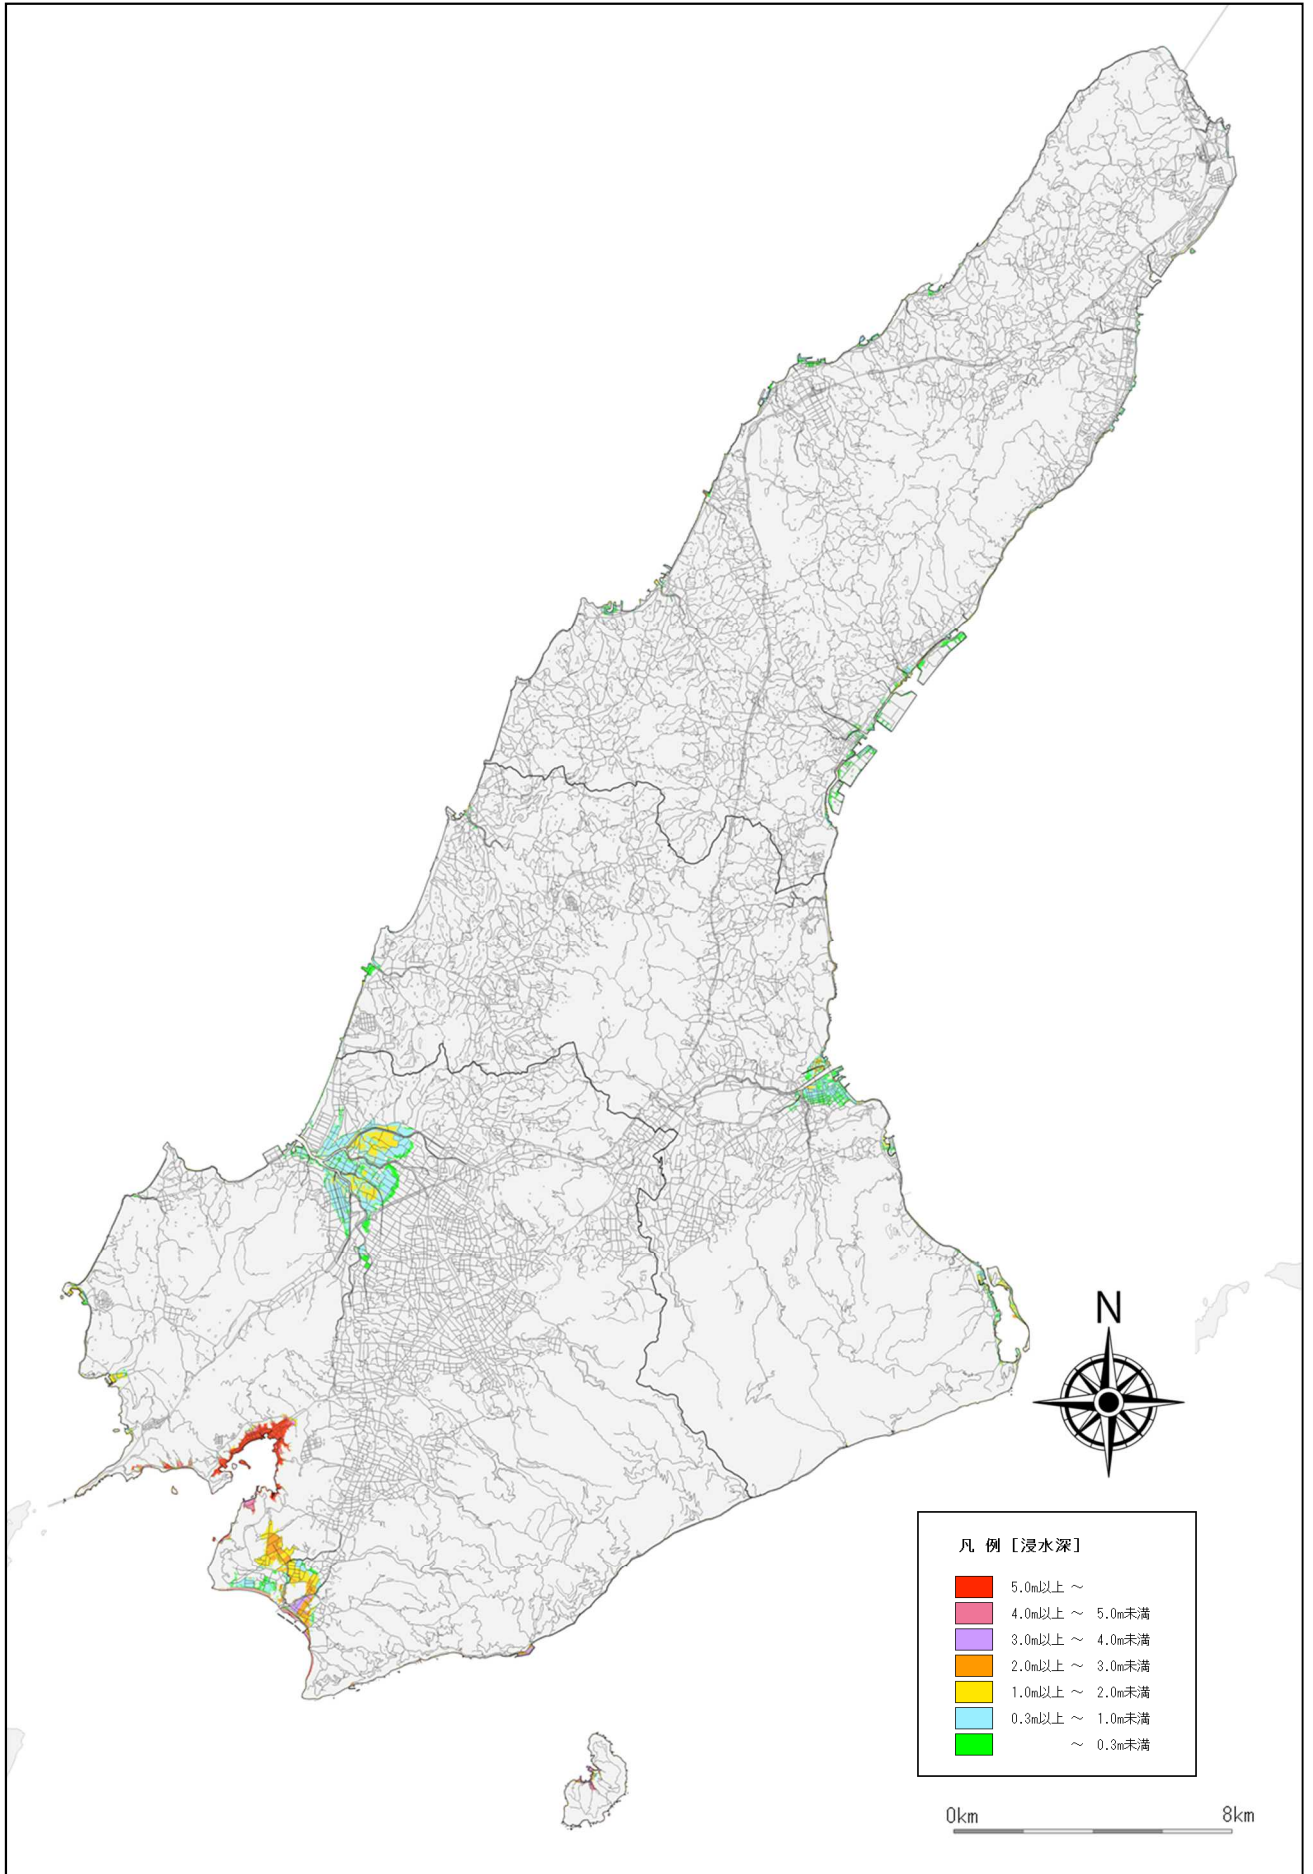 N
凡 例 [浸水深]
5.0m以上 ～
4.0m以上 ～ 5.0m未満
3.0m以上 ～ 4.0m未満
2.0m以上 ～ 3.0m未満
1.0m以上 ～ 2.0m未満
0.3m以上 ～ 1.0m未満
～ 0.3m未満
0km 8km